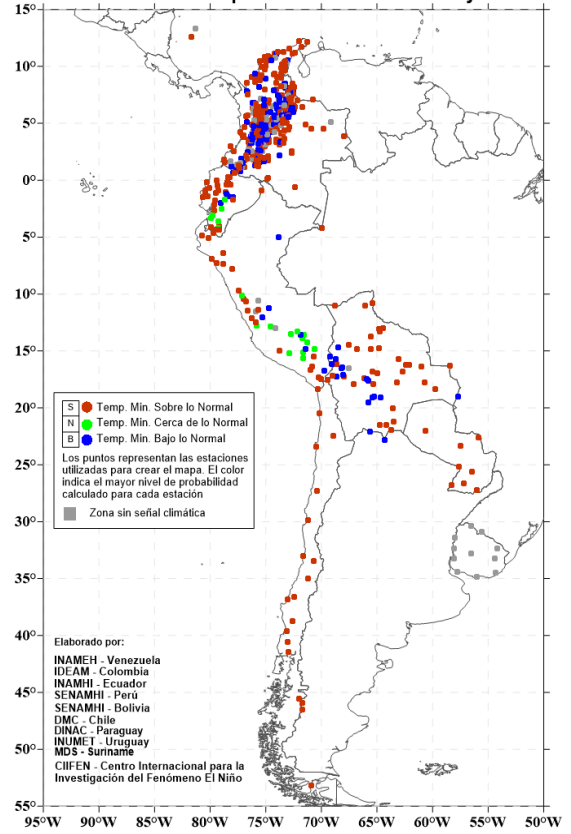 15°
10°
5°
0°
5°
10°
15°
20°
25°
30°
35°
40°
45°
50°
55°
S Temp. Min. Sobre lo Normal
N Temp. Min. Cerca de lo Normal
B Temp. Min. Bajo lo Normal
Los puntos representan las estaciones
utilizadas para crear el mapa. El color
indica el mayor nivel de probabilidad
calculado para cada estación
Zona sin señal climática
Elaborado por:
INAMEH - Venezuela
IDEAM - Colombia
INAMHI - Ecuador
SENAMHI - Perú
SENAMHI - Bolivia
DMC - Chile
DINAC - Paraguay
INUMET - Uruguay
MDS - Suriname
CIIFEN - Centro Internacional para la
Investigación del Fenómeno El Niño
95°W 90°W 85°W 80°W 75°W 70°W 65°W 60°W 55°W 50°W